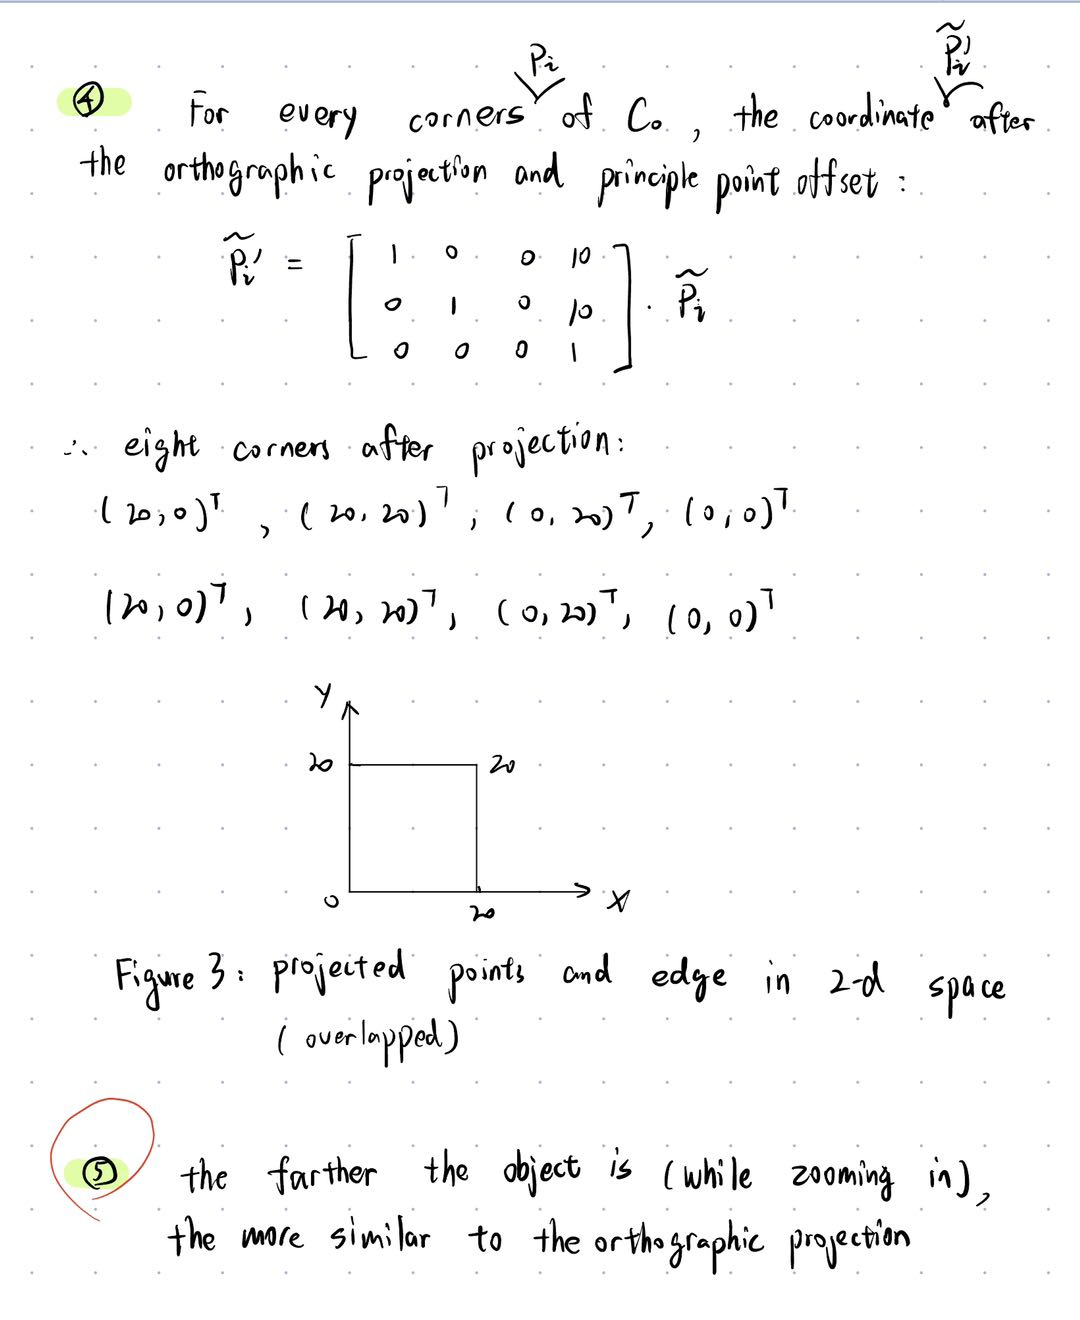 P_i P̃_i'
④ For every corners of C₀, the coordinate after
the orthographic projection and principle point offset :
P̃_i' = [ 1 0 0 10
0 1 0 10
0 0 0 1 ] · P̃_i
∴ eight corners after projection:
(20,0)ᵀ, (20,20)ᵀ, (0,20)ᵀ, (0,0)ᵀ
(20,0)ᵀ, (20,20)ᵀ, (0,20)ᵀ, (0,0)ᵀ
Y
20 20
0 20 X
Figure 3: projected points and edge in 2-d space
(overlapped)
⑤ the farther the object is (while zooming in),
the more similar to the orthographic projection